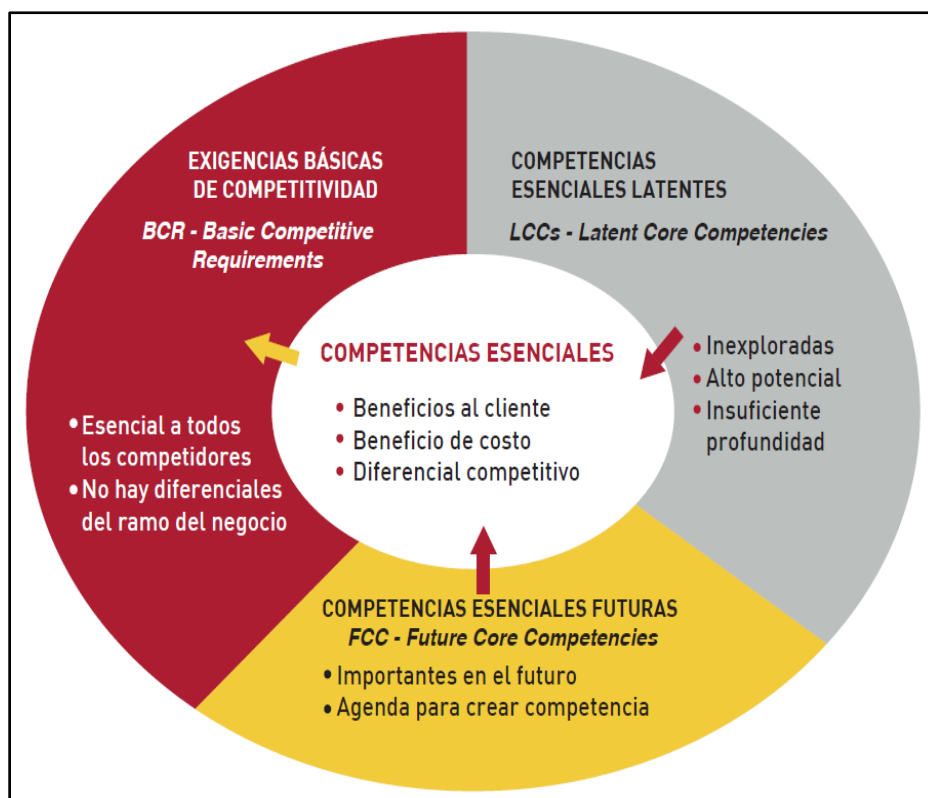 EXIGENCIAS BÁSICAS
DE COMPETITIVIDAD
BCR - Basic Competitive
Requirements
• Esencial a todos
los competidores
• No hay diferenciales
del ramo del negocio
COMPETENCIAS
ESENCIALES LATENTES
LCCs - Latent Core Competencies
• Inexploradas
• Alto potencial
• Insuficiente
profundidad
COMPETENCIAS ESENCIALES
• Beneficios al cliente
• Beneficio de costo
• Diferencial competitivo
COMPETENCIAS ESENCIALES FUTURAS
FCC - Future Core Competencies
• Importantes en el futuro
• Agenda para crear competencia